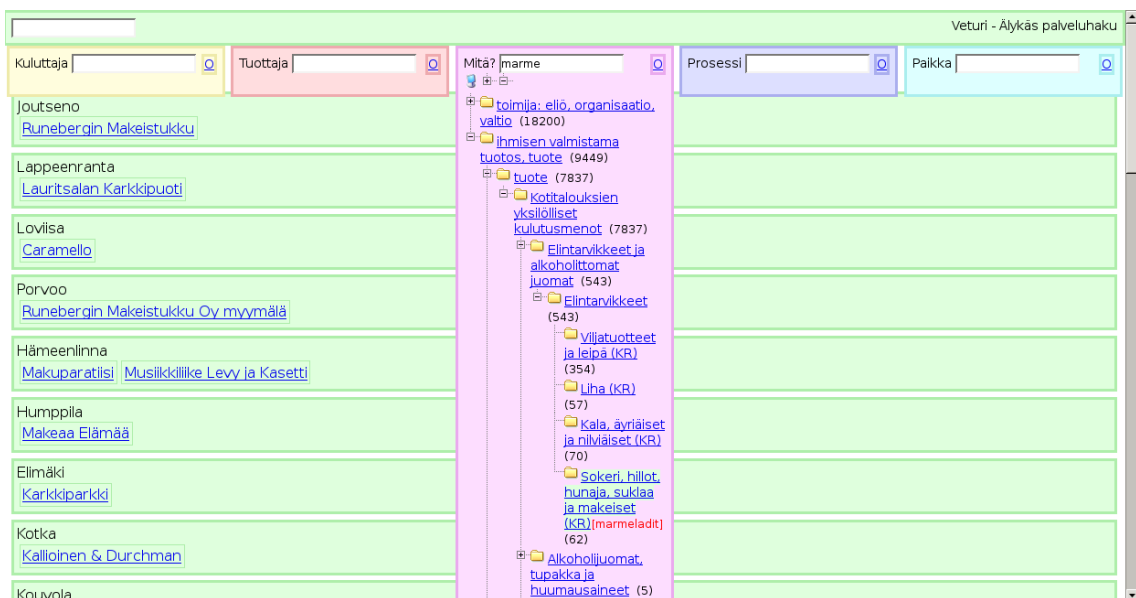 Veturi - Älykäs palveluhaku
Kuluttaja O
Tuottaja O
Mitä? marme O
Prosessi O
Paikka O
Joutseno
Runebergin Makeistukku
Lappeenranta
Lauritsalan Karkkipuoti
Loviisa
Caramello
Porvoo
Runebergin Makeistukku Oy myymälä
Hämeenlinna
Makuparatiisi Musiikkiliike Levy ja Kasetti
Humppila
Makeaa Elämää
Elimäki
Karkkiparkki
Kotka
Kallioinen & Durchman
Kouvola
toimija: eliö, organisaatio,
valtio (18200)
ihmisen valmistama
tuotos, tuote (9449)
tuote (7837)
Kotitalouksien
yksilölliset
kulutusmenot (7837)
Elintarvikkeet ja
alkoholittomat
juomat (543)
Elintarvikkeet
(543)
Viljatuotteet
ja leipä (KR)
(354)
Liha (KR)
(57)
Kala, äyriäiset
ja nilviäiset (KR)
(70)
Sokeri, hillot,
hunaja, suklaa
ja makeiset
(KR)[marmeladit]
(62)
Alkoholijuomat,
tupakka ja
huumausaineet (5)